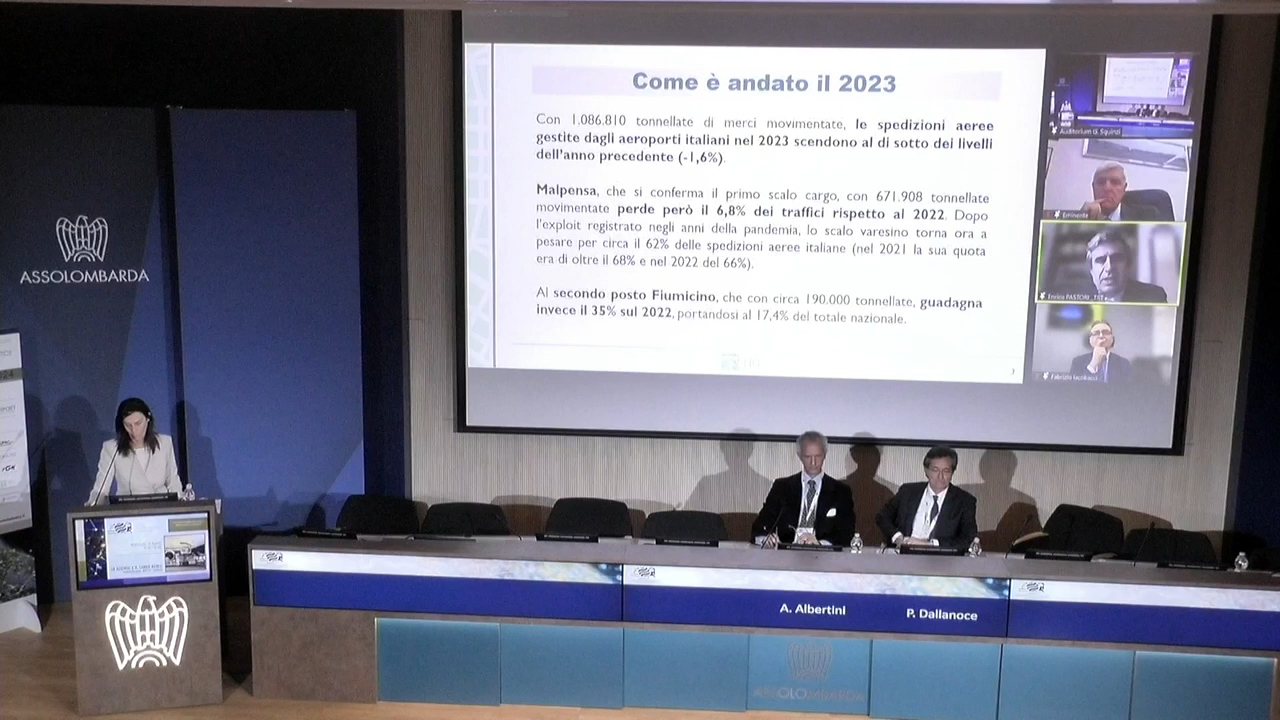 Come è andato il 2023
Con 1.086.810 tonnellate di merci movimentate, le spedizioni aeree
gestite dagli aeroporti italiani nel 2023 scendono al di sotto dei livelli
dell'anno precedente (-1,6%).
Malpensa, che si conferma il primo scalo cargo, con 671.908 tonnellate
movimentate perde però il 6,8% dei traffici rispetto al 2022. Dopo
l'exploit registrato negli anni della pandemia, lo scalo varesino torna ora a
pesare per circa il 62% delle spedizioni aeree italiane (nel 2021 la sua quota
era di oltre il 68% e nel 2022 del 66%).
Al secondo posto Fiumicino, che con circa 190.000 tonnellate, guadagna
invece il 35% sul 2022, portandosi al 17,4% del totale nazionale.
Auditorium G. Squinzi
Enrico PASTORI
ASSOLOMBARDA
A. Albertini
P. Dallanoce
ASSOLOMBARDA